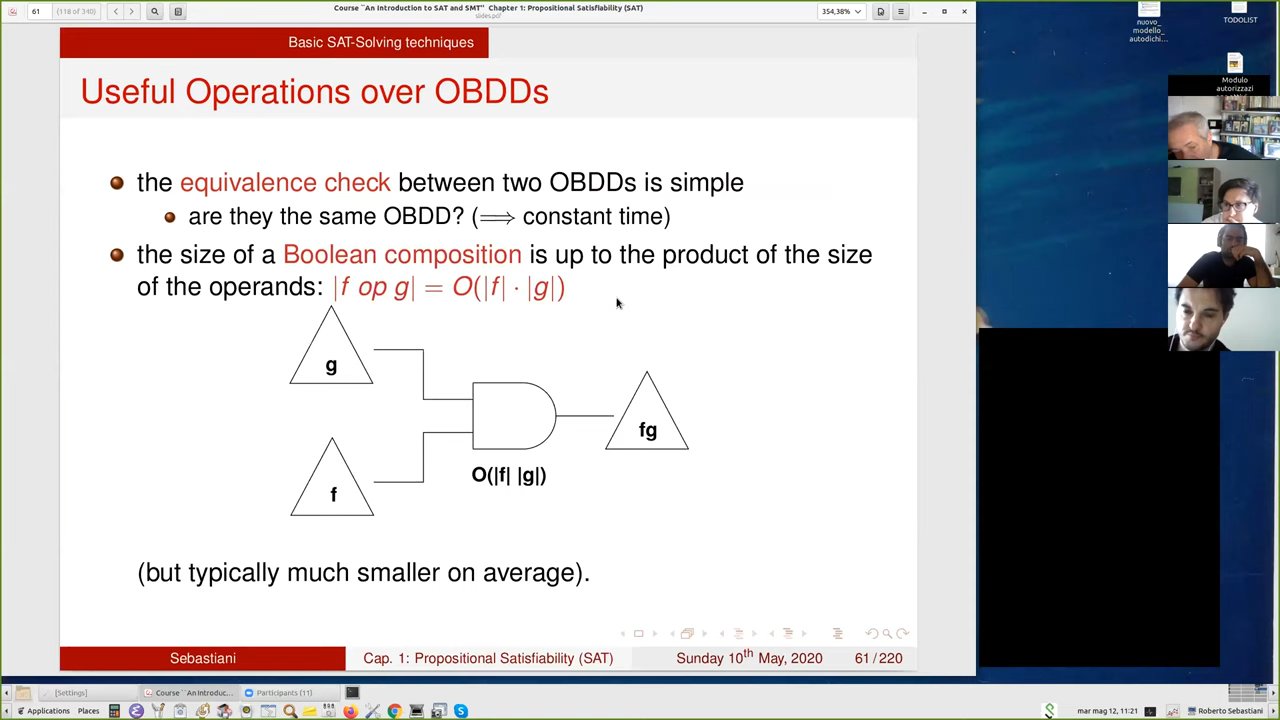 61
(118 of 340)
Course ``An Introduction to SAT and SMT'' Chapter 1: Propositional Satisfiability (SAT)
slides.pdf
354,38%
Basic SAT-Solving techniques
Useful Operations over OBDDs
the equivalence check between two OBDDs is simple
are they the same OBDD? (⟹ constant time)
the size of a Boolean composition is up to the product of the size
of the operands: |f op g| = O(|f| · |g|)
g
f
O(|f| |g|)
fg
(but typically much smaller on average).
Sebastiani
Cap. 1: Propositional Satisfiability (SAT)
Sunday 10th May, 2020
61 / 220
nuovo_
modello_
autodichi...
TODOLIST
Modulo
autorizzazi
[Settings]
Course ``An Introduc...
Participants (11)
Applications
Places
mar mag 12, 11:21
Roberto Sebastiani